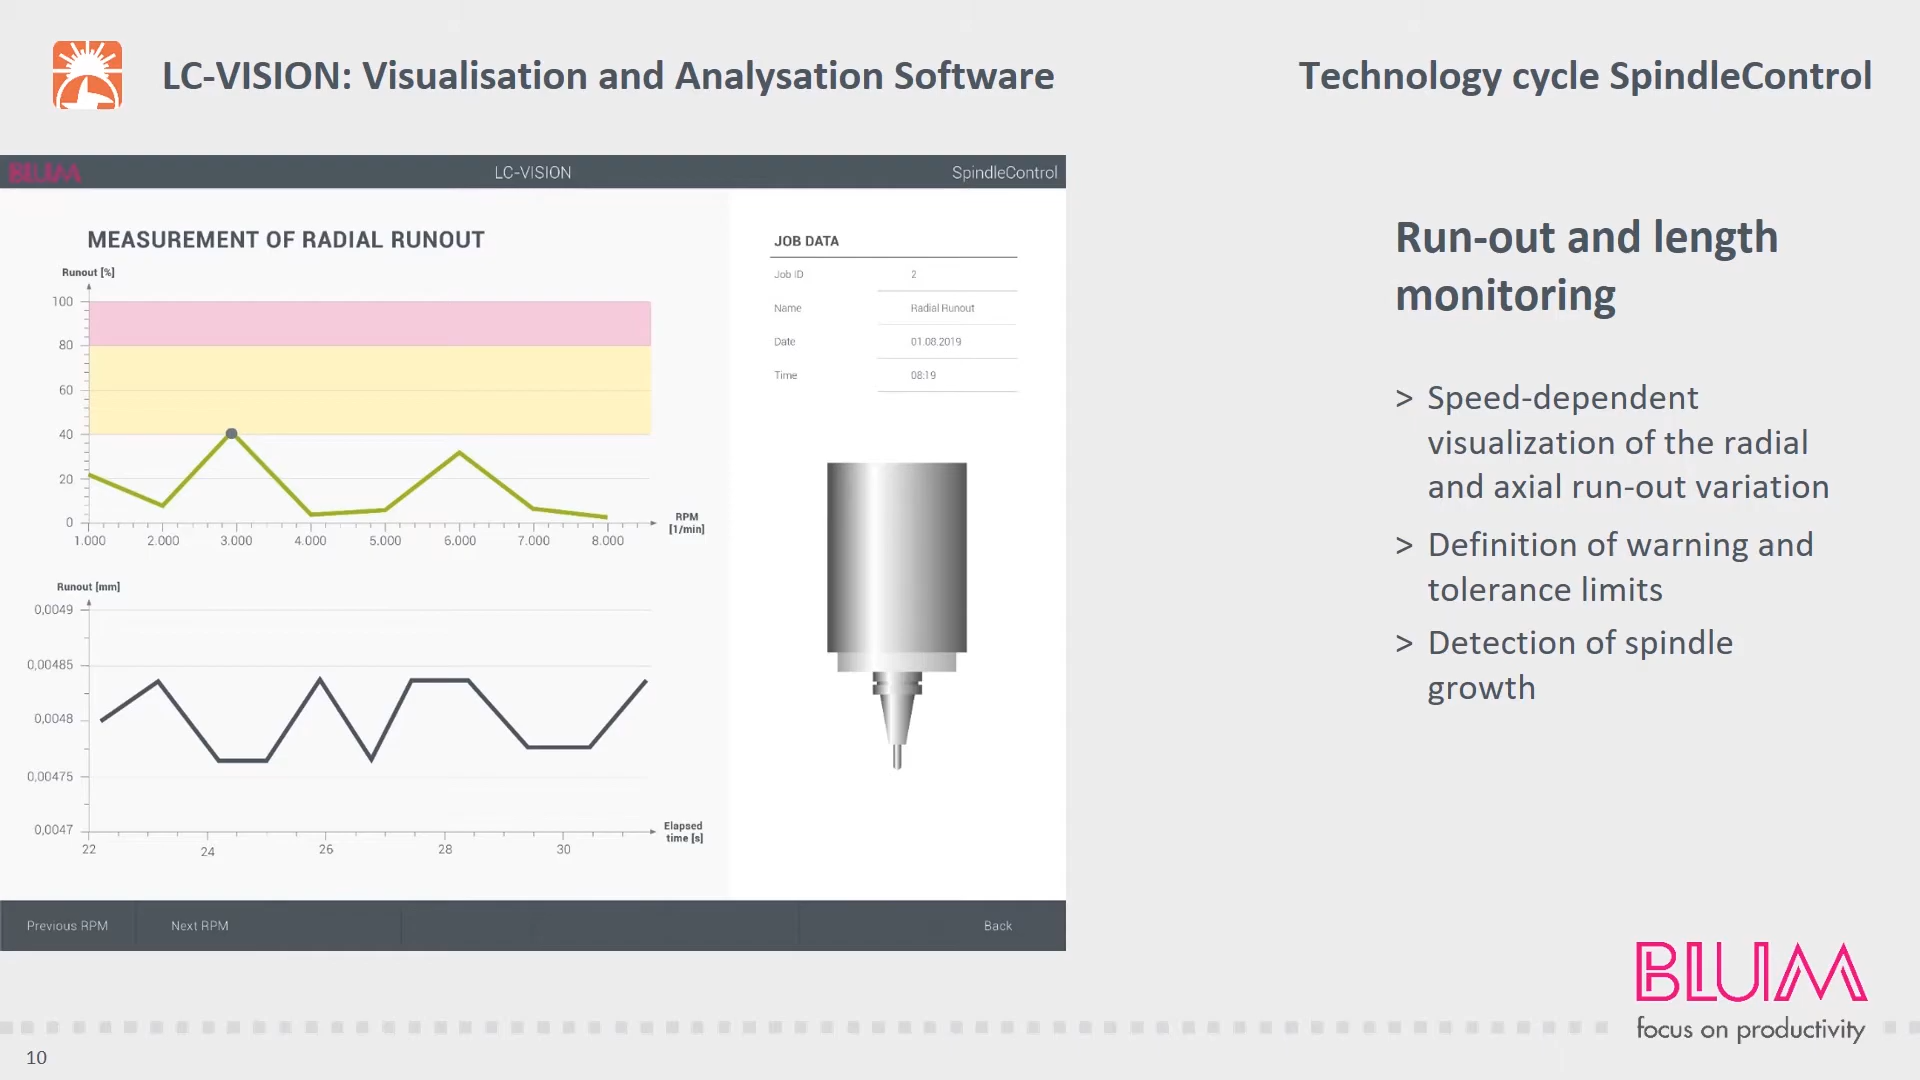 LC-VISION: Visualisation and Analysation Software
Technology cycle SpindleControl
BLUM
LC-VISION
SpindleControl
MEASUREMENT OF RADIAL RUNOUT
Runout [%]
100
80
60
40
20
0
1.000 2.000 3.000 4.000 5.000 6.000 7.000 8.000
RPM
[1/min]
Runout [mm]
0,0049
0,00485
0,0048
0,00475
0,0047
22 24 26 28 30
Elapsed
time [s]
JOB DATA
Job ID 2
Name Radial Runout
Date 01.08.2019
Time 08:19
Previous RPM
Next RPM
Back
Run-out and length
monitoring
> Speed-dependent
visualization of the radial
and axial run-out variation
> Definition of warning and
tolerance limits
> Detection of spindle
growth
BLUM
focus on productivity
10